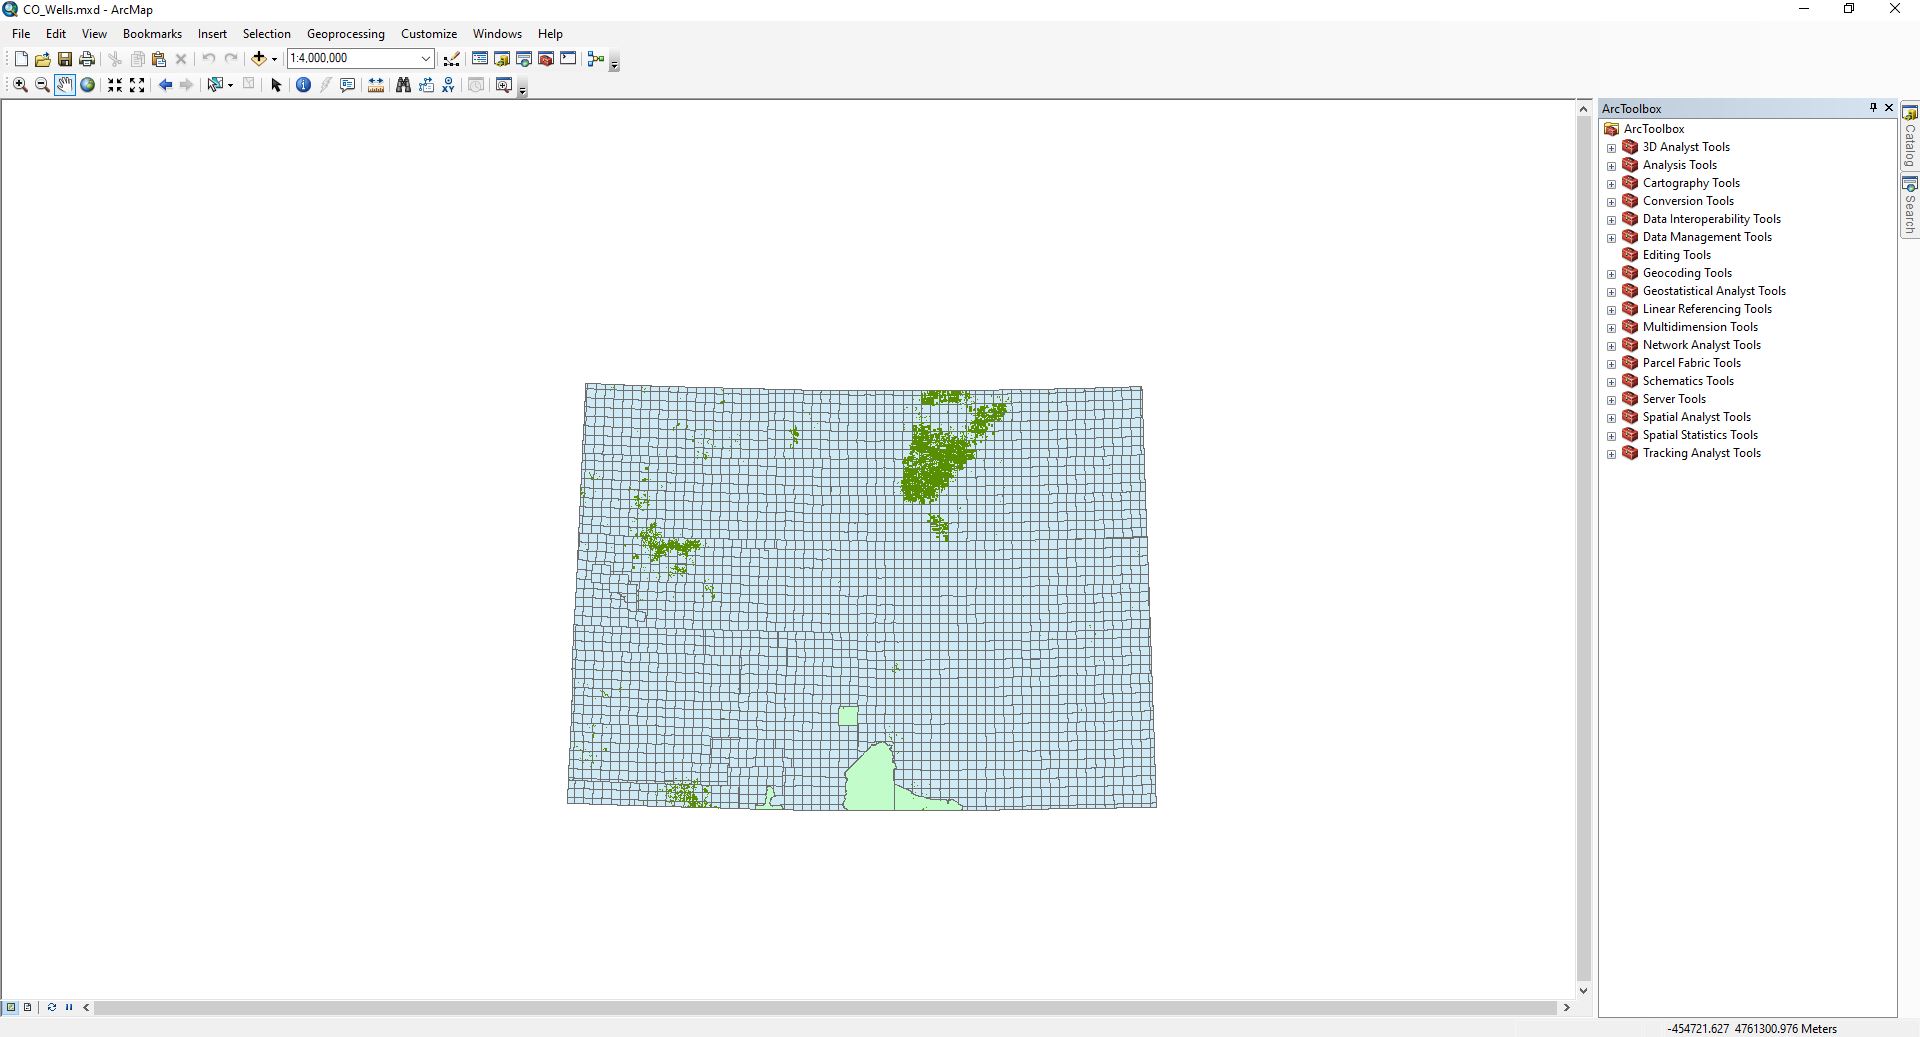 CO_Wells.mxd - ArcMap
File Edit View Bookmarks Insert Selection Geoprocessing Customize Windows Help
1:4,000,000
ArcToolbox
ArcToolbox
3D Analyst Tools
Analysis Tools
Cartography Tools
Conversion Tools
Data Interoperability Tools
Data Management Tools
Editing Tools
Geocoding Tools
Geostatistical Analyst Tools
Linear Referencing Tools
Multidimension Tools
Network Analyst Tools
Parcel Fabric Tools
Schematics Tools
Server Tools
Spatial Analyst Tools
Spatial Statistics Tools
Tracking Analyst Tools
Catalog
Search
-454721.627 4761300.976 Meters